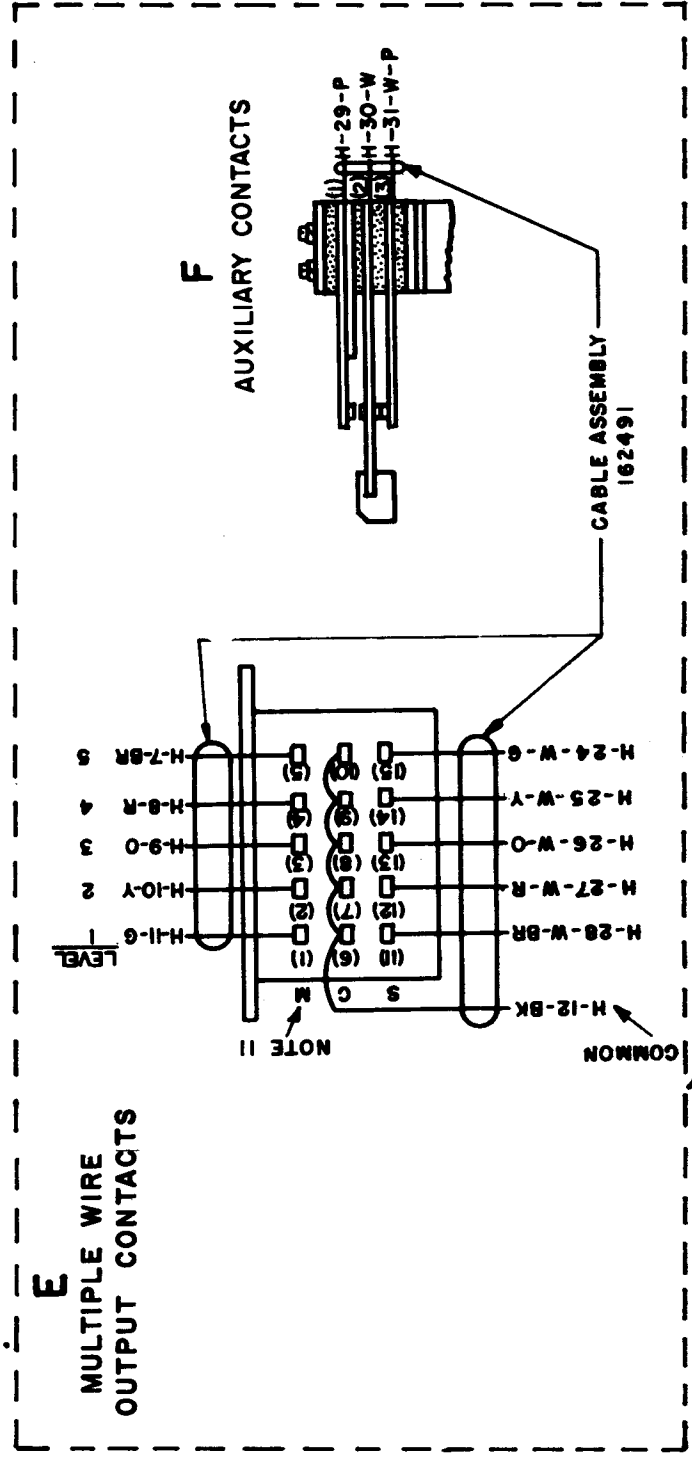 E
MULTIPLE WIRE
OUTPUT CONTACTS
LEVEL
1 2 3 4 5
H-11-G H-10-Y H-9-O H-8-R H-7-BR
NOTE 11
M (1) (2) (3) (4) (5)
C (6) (7) (8) (9) (10)
S (11) (12) (13) (14) (15)
H-12-BK H-28-W-BR H-27-W-R H-26-W-O H-25-W-Y H-24-W-G
COMMON
F
AUXILIARY CONTACTS
(1) H-29-P
(2) H-30-W
(3) H-31-W-P
CABLE ASSEMBLY
162491